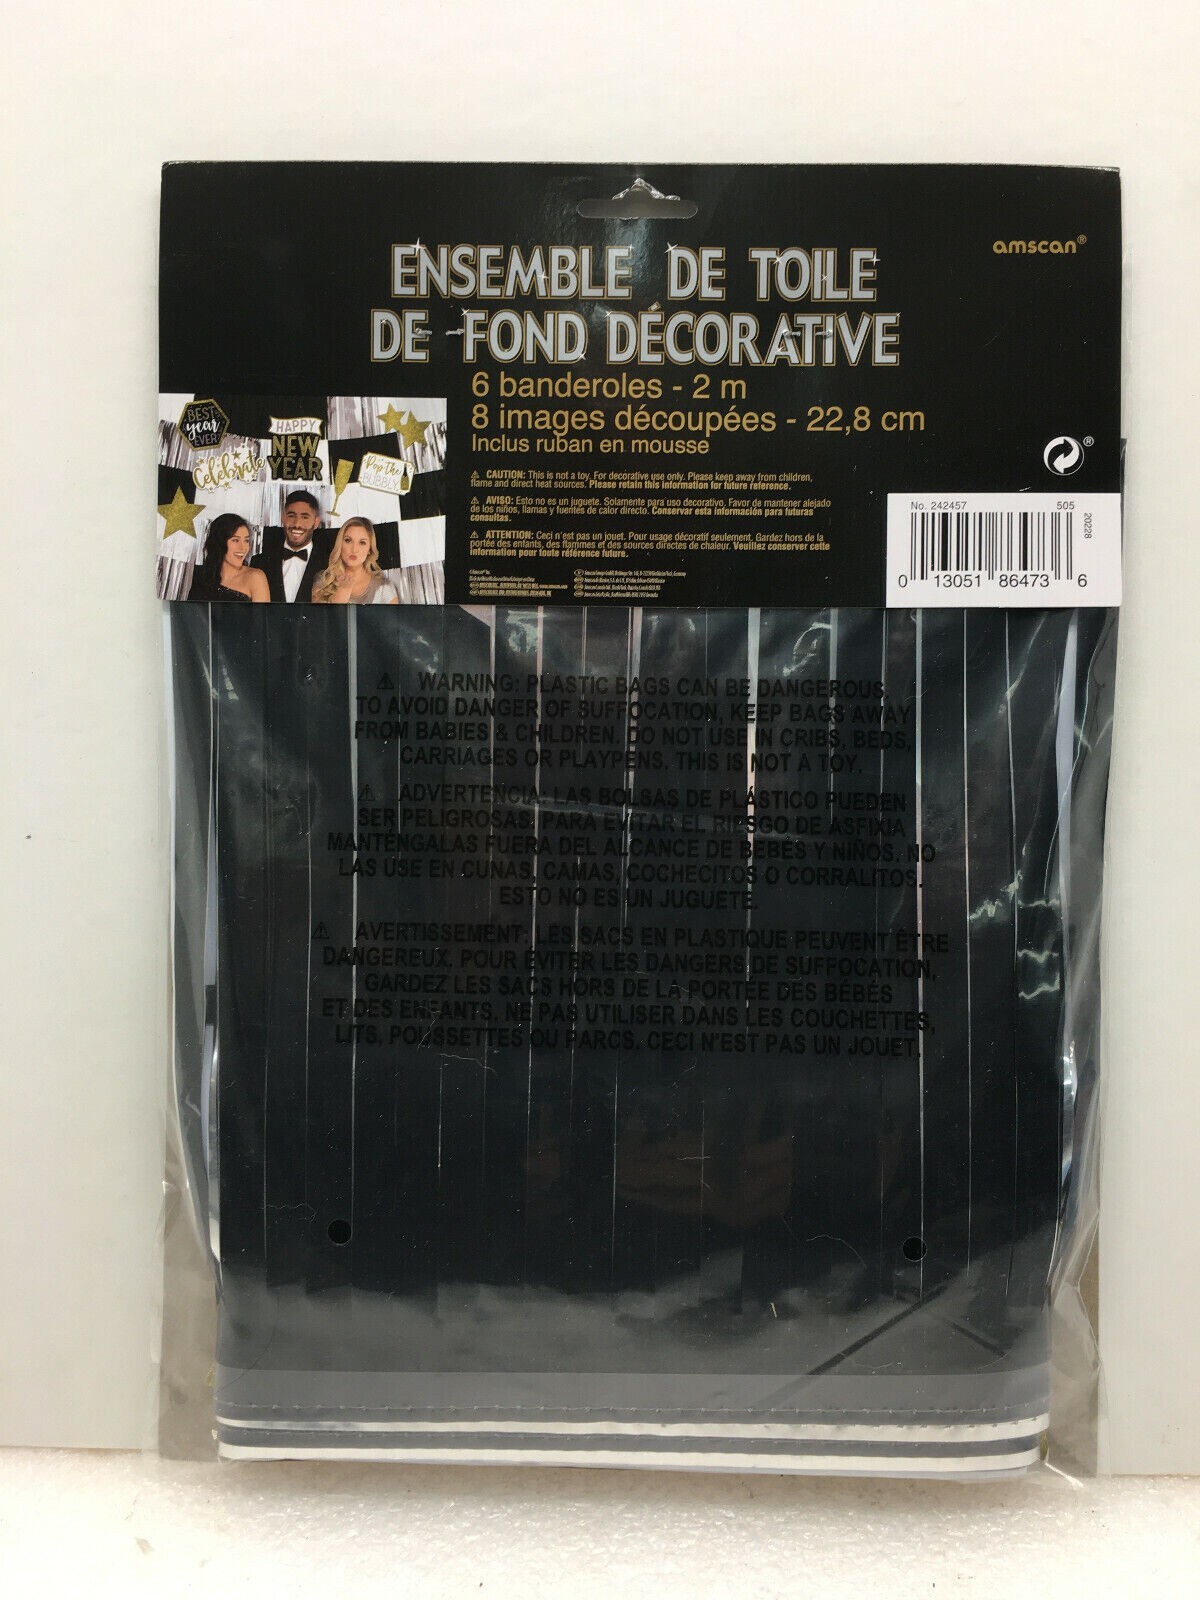 amscan®
ENSEMBLE DE TOILE
DE FOND DÉCORATIVE
6 banderoles - 2 m
8 images découpées - 22,8 cm
Inclus ruban en mousse
BEST
year
EVER
HAPPY
NEW
YEAR
Celebrate
Pop the
BUBBLY
⚠ CAUTION: This is not a toy. For decorative use only. Please keep away from children,
flame and direct heat sources. Please retain this information for future reference.
⚠ AVISO: Esto no es un juguete. Solamente para uso decorativo. Favor de mantener alejado
de los niños, llamas y fuentes de calor directo. Conservar esta información para futuras
consultas.
⚠ ATTENTION: Ceci n'est pas un jouet. Pour usage décoratif seulement. Gardez hors de la
portée des enfants, des flammes et des sources directes de chaleur. Veuillez conserver cette
information pour toute référence future.
®
No. 242457 505
20228
0 13051 86473 6
⚠ WARNING: PLASTIC BAGS CAN BE DANGEROUS.
TO AVOID DANGER OF SUFFOCATION, KEEP BAGS AWAY
FROM BABIES & CHILDREN. DO NOT USE IN CRIBS, BEDS,
CARRIAGES OR PLAYPENS. THIS IS NOT A TOY.
⚠ ADVERTENCIA: LAS BOLSAS DE PLÁSTICO PUEDEN
SER PELIGROSAS. PARA EVITAR EL RIESGO DE ASFIXIA
MANTÉNGALAS FUERA DEL ALCANCE DE BEBÉS Y NIÑOS. NO
LAS USE EN CUNAS, CAMAS, COCHECITOS O CORRALITOS.
ESTO NO ES UN JUGUETE.
⚠ AVERTISSEMENT: LES SACS EN PLASTIQUE PEUVENT ÊTRE
DANGEREUX. POUR ÉVITER LES DANGERS DE SUFFOCATION,
GARDEZ LES SACS HORS DE LA PORTÉE DES BÉBÉS
ET DES ENFANTS. NE PAS UTILISER DANS LES COUCHETTES,
LITS, POUSSETTES OU PARCS. CECI N'EST PAS UN JOUET.